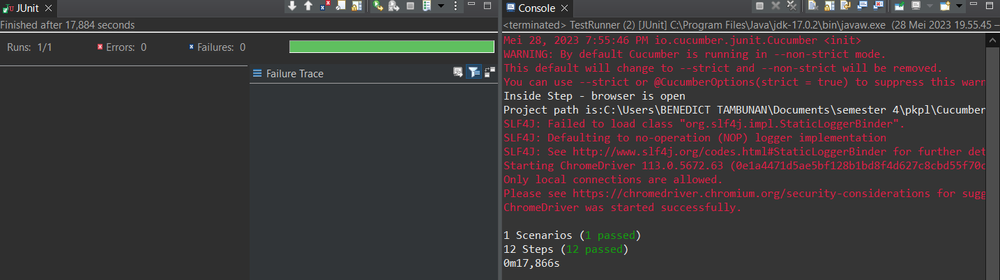 JUnit
Finished after 17,884 seconds
Runs: 1/1
Errors: 0
Failures: 0
Failure Trace
Console
<terminated> TestRunner (2) [JUnit] C:\Program Files\Java\jdk-17.0.2\bin\javaw.exe (28 Mei 2023 19.55.45 –
Mei 28, 2023 7:55:46 PM io.cucumber.junit.Cucumber <init>
WARNING: By default Cucumber is running in --non-strict mode.
This default will change to --strict and --non-strict will be removed.
You can use --strict or @CucumberOptions(strict = true) to suppress this warn
Inside Step - browser is open
Project path is:C:\Users\BENEDICT TAMBUNAN\Documents\semester 4\pkpl\Cucumber
SLF4J: Failed to load class "org.slf4j.impl.StaticLoggerBinder".
SLF4J: Defaulting to no-operation (NOP) logger implementation
SLF4J: See http://www.slf4j.org/codes.html#StaticLoggerBinder for further det
Starting ChromeDriver 113.0.5672.63 (0e1a4471d5ae5bf128b1bd8f4d627c8cbd55f70c
Only local connections are allowed.
Please see https://chromedriver.chromium.org/security-considerations for sugg
ChromeDriver was started successfully.
1 Scenarios (1 passed)
12 Steps (12 passed)
0m17,866s